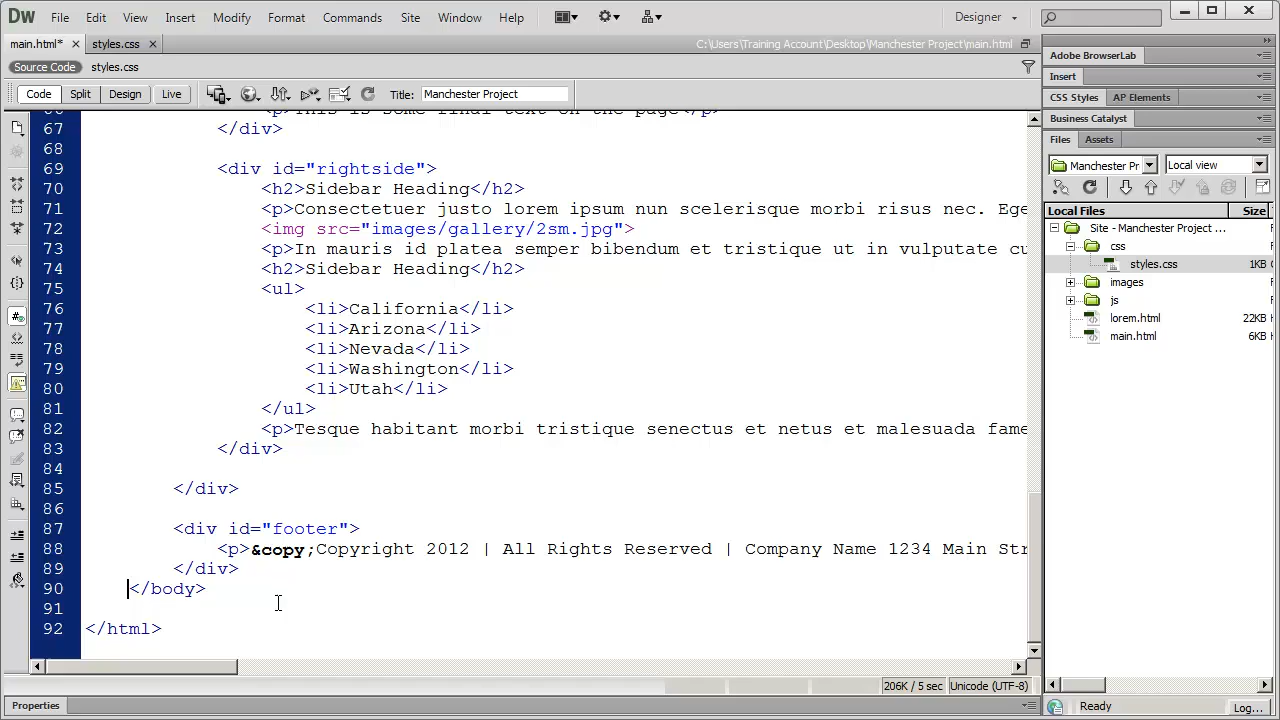 Dw File Edit View Insert Modify Format Commands Site Window Help Designer
main.html* styles.css C:\Users\Training Account\Desktop\Manchester Project\main.html
Source Code styles.css
Code Split Design Live Title: Manchester Project
67 </div>
68
69 <div id="rightside">
70 <h2>Sidebar Heading</h2>
71 <p>Consectetuer justo lorem ipsum nun scelerisque morbi risus nec. Ege
72 <img src="images/gallery/2sm.jpg">
73 <p>In mauris id platea semper bibendum et tristique ut in vulputate cu
74 <h2>Sidebar Heading</h2>
75 <ul>
76 <li>California</li>
77 <li>Arizona</li>
78 <li>Nevada</li>
79 <li>Washington</li>
80 <li>Utah</li>
81 </ul>
82 <p>Tesque habitant morbi tristique senectus et netus et malesuada fame
83 </div>
84
85 </div>
86
87 <div id="footer">
88 <p>&copy;Copyright 2012 | All Rights Reserved | Company Name 1234 Main Str
89 </div>
90 </body>
91
92 </html>
206K / 5 sec Unicode (UTF-8)
Properties
Adobe BrowserLab
Insert
CSS Styles AP Elements
Business Catalyst
Files Assets
Manchester Pr Local view
Local Files Size
Site - Manchester Project ... F
css F
styles.css 1KB
images F
js F
lorem.html 22KB H
main.html 6KB H
Ready Log...